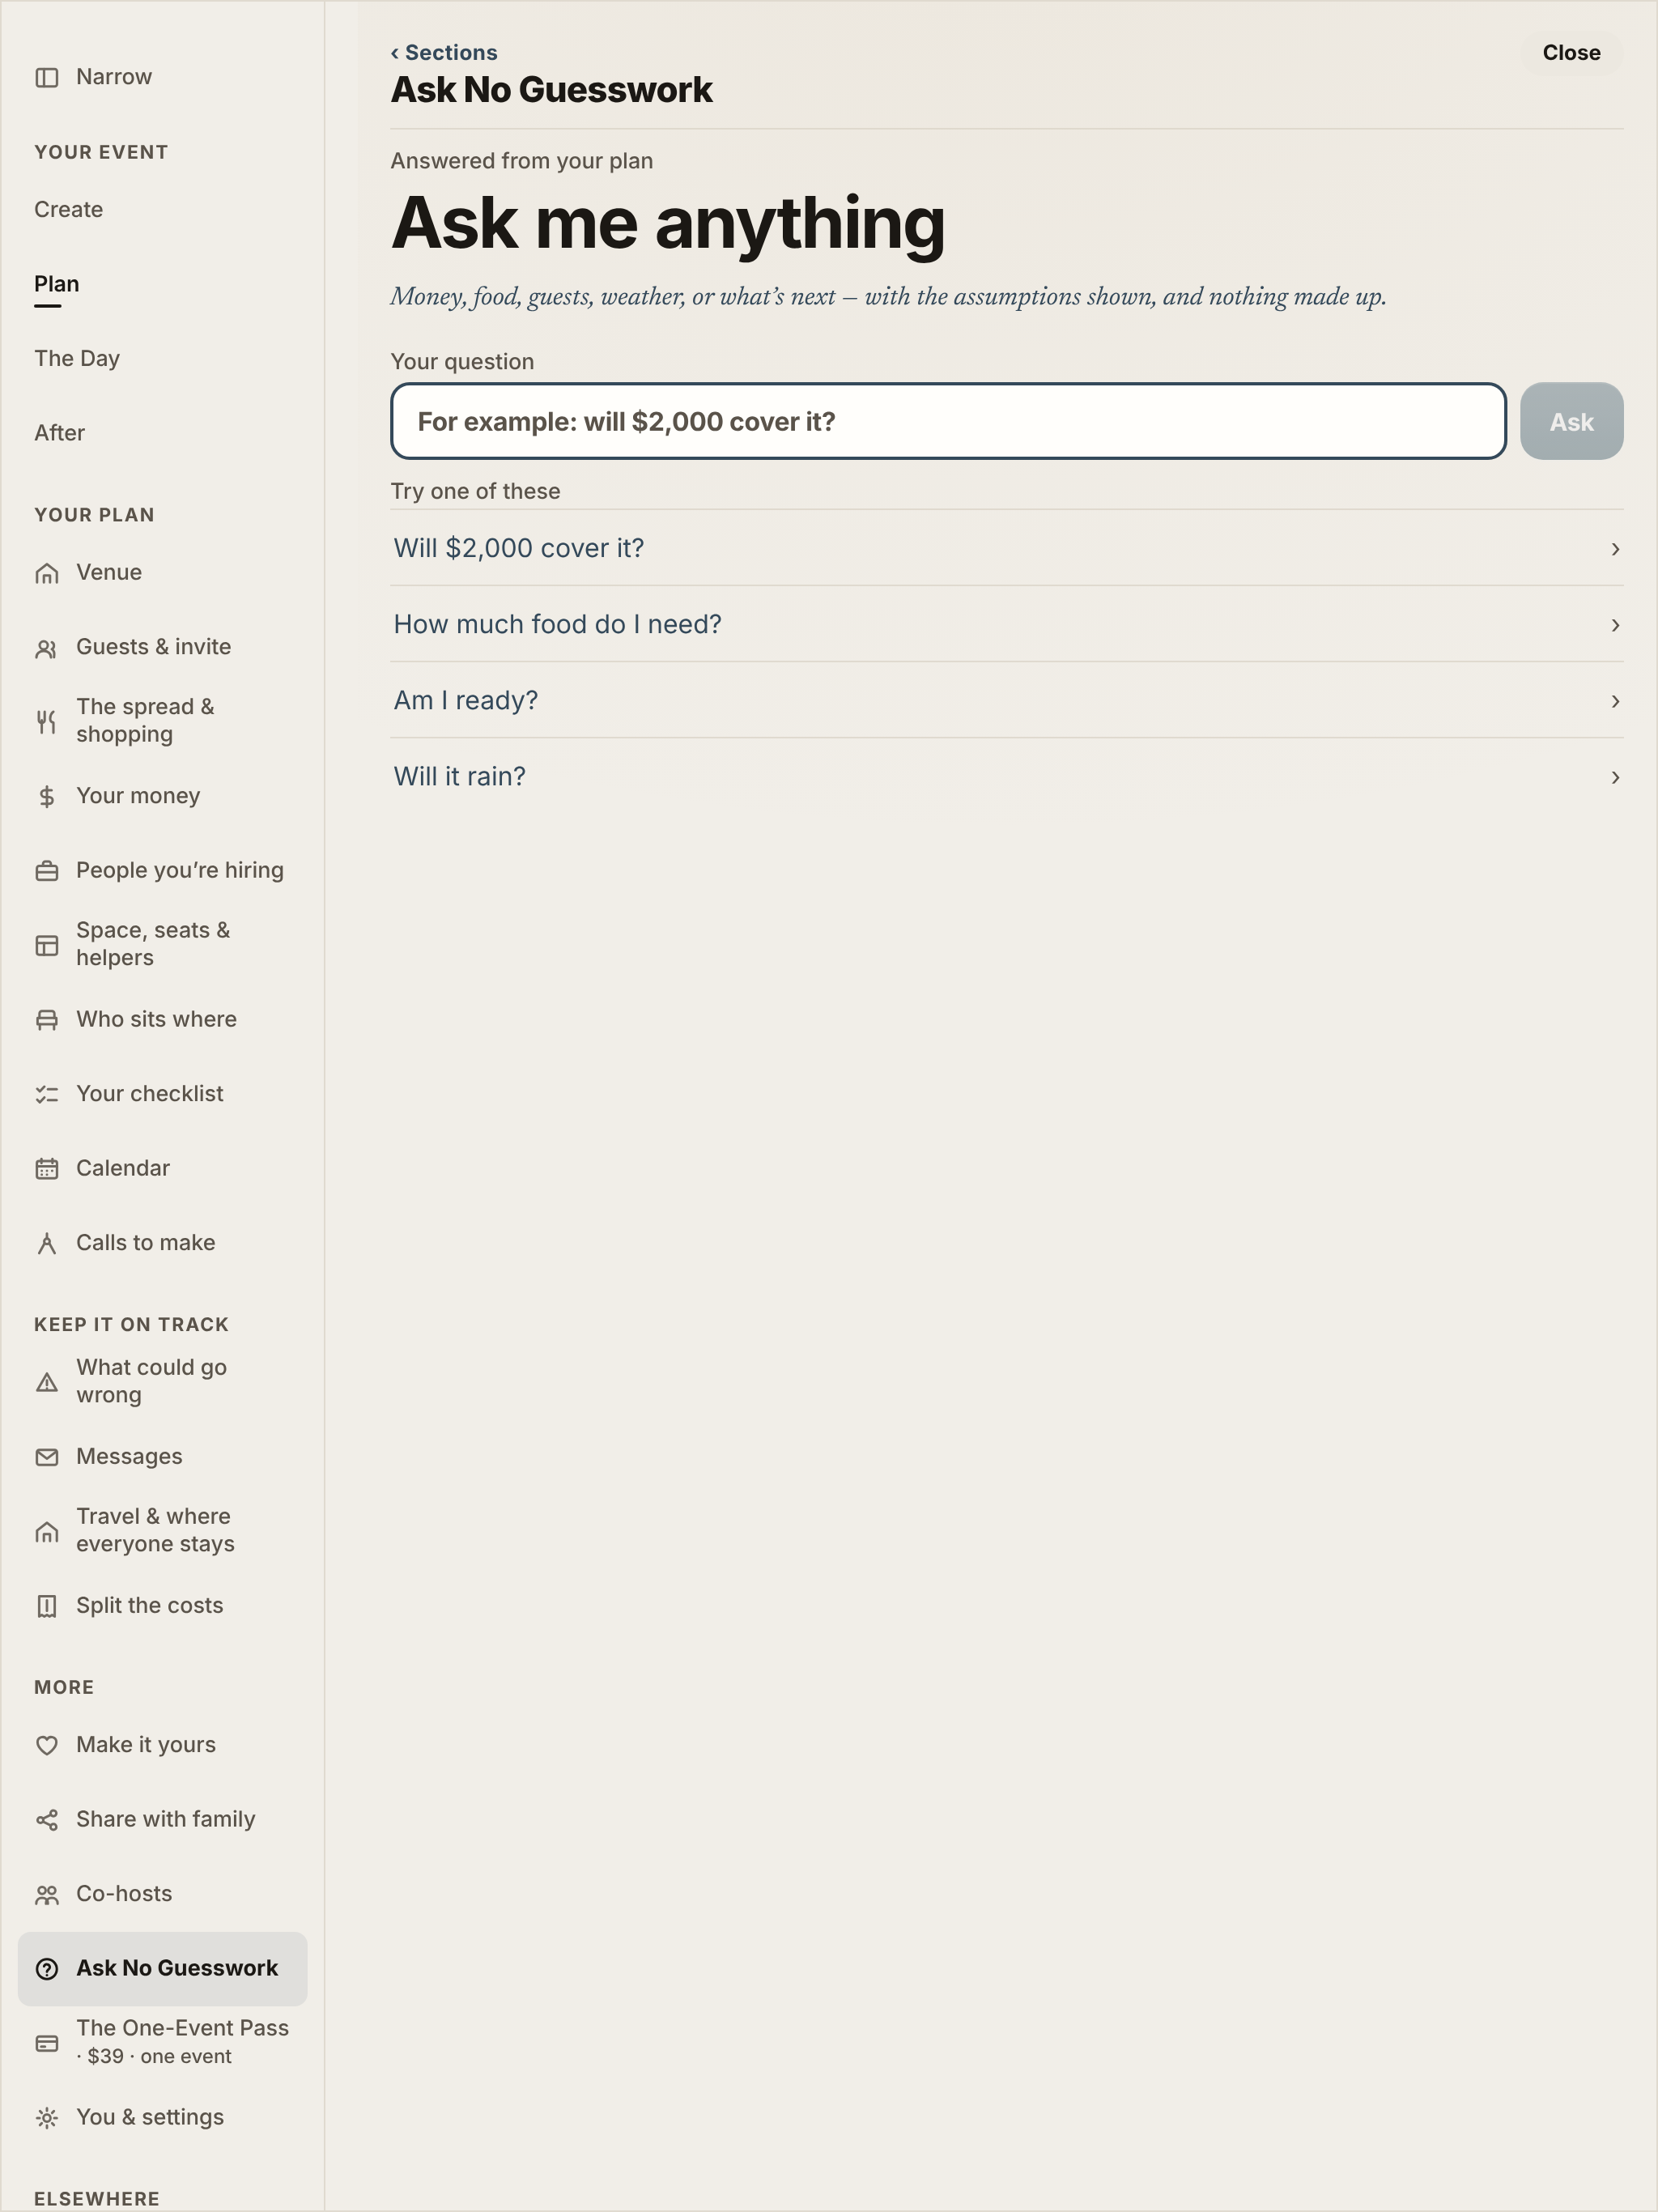 Narrow
YOUR EVENT
Create
Plan
The Day
After
YOUR PLAN
Venue
Guests & invite
The spread &
shopping
Your money
People you’re hiring
Space, seats &
helpers
Who sits where
Your checklist
Calendar
Calls to make
KEEP IT ON TRACK
What could go
wrong
Messages
Travel & where
everyone stays
Split the costs
MORE
Make it yours
Share with family
Co-hosts
Ask No Guesswork
The One-Event Pass
· $39 · one event
You & settings
ELSEWHERE
‹ Sections
Close
Ask No Guesswork
Answered from your plan
Ask me anything
Money, food, guests, weather, or what’s next – with the assumptions shown, and nothing made up.
Your question
For example: will $2,000 cover it?
Ask
Try one of these
Will $2,000 cover it?
How much food do I need?
Am I ready?
Will it rain?